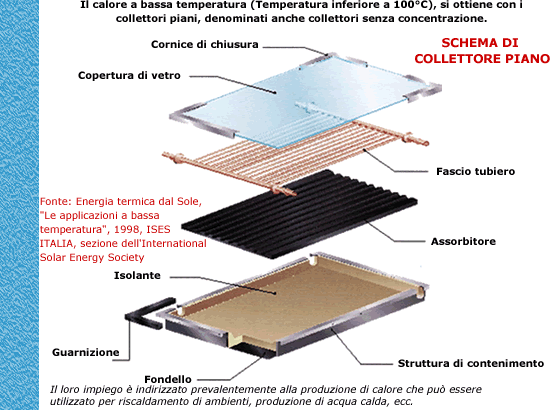 Il calore a bassa temperatura (Temperatura inferiore a 100°C), si ottiene con i
collettori piani, denominati anche collettori senza concentrazione.
SCHEMA DI
COLLETTORE PIANO
Cornice di chiusura
Copertura di vetro
Fascio tubiero
Fonte: Energia termica dal Sole,
"Le applicazioni a bassa
temperatura", 1998, ISES
ITALIA, sezione dell'International
Solar Energy Society
Assorbitore
Isolante
Guarnizione
Struttura di contenimento
Fondello
Il loro impiego è indirizzato prevalentemente alla produzione di calore che può essere
utilizzato per riscaldamento di ambienti, produzione di acqua calda, ecc.